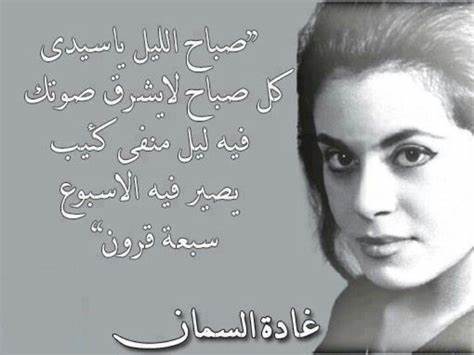 ”صباح الليل ياسيدى
كل صباح لايشرق صوتك
فيه ليل منفى كئيب
يصير فيه الاسبوع
سبعة قرون“
غادة السمان